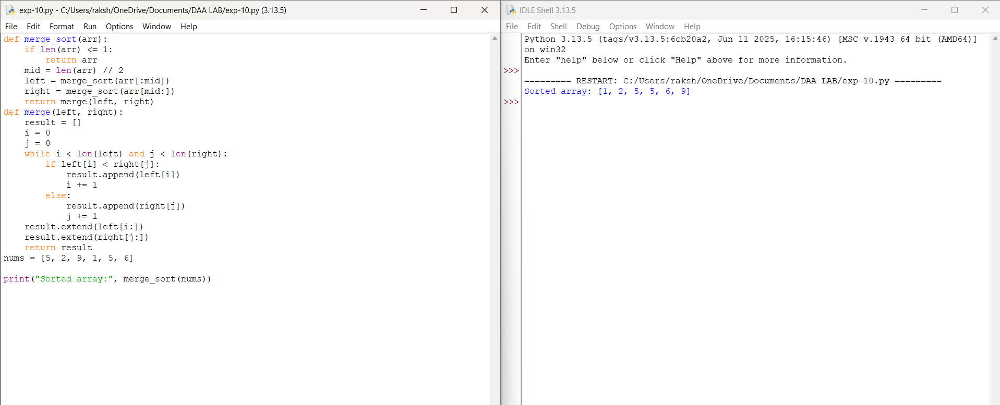 exp-10.py - C:/Users/raksh/OneDrive/Documents/DAA LAB/exp-10.py (3.13.5)
File Edit Format Run Options Window Help
def merge_sort(arr):
    if len(arr) <= 1:
        return arr
    mid = len(arr) // 2
    left = merge_sort(arr[:mid])
    right = merge_sort(arr[mid:])
    return merge(left, right)
def merge(left, right):
    result = []
    i = 0
    j = 0
    while i < len(left) and j < len(right):
        if left[i] < right[j]:
            result.append(left[i])
            i += 1
        else:
            result.append(right[j])
            j += 1
    result.extend(left[i:])
    result.extend(right[j:])
    return result
nums = [5, 2, 9, 1, 5, 6]

print("Sorted array:", merge_sort(nums))
IDLE Shell 3.13.5
File Edit Shell Debug Options Window Help
Python 3.13.5 (tags/v3.13.5:6cb20a2, Jun 11 2025, 16:15:46) [MSC v.1943 64 bit (AMD64)]
on win32
Enter "help" below or click "Help" above for more information.
>>>
========= RESTART: C:/Users/raksh/OneDrive/Documents/DAA LAB/exp-10.py =========
Sorted array: [1, 2, 5, 5, 6, 9]
>>>